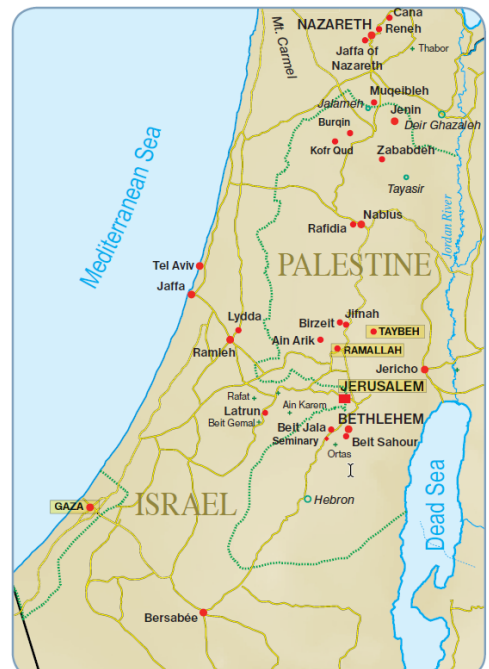 Cana
NAZARETH
Reneh
Mt. Carmel
Jaffa of
Nazareth
Thabor
Muqeibleh
Jalameh
Jenin
Burqin
Deir Ghazaleh
Kofr Qud
Zababdeh
Tayasir
Mediterranean Sea
Jordan River
Nablus
Rafidia
PALESTINE
Tel Aviv
Jaffa
Lydda
Birzeit
Jifnah
TAYBEH
Ain Arik
Ramleh
RAMALLAH
Jericho
JERUSALEM
Rafat
Ain Karem
Latrun
BETHLEHEM
Beit Gemal
Beit Jala
Seminary
Beit Sahour
Ortas
Dead Sea
Hebron
GAZA
ISRAEL
Bersabée